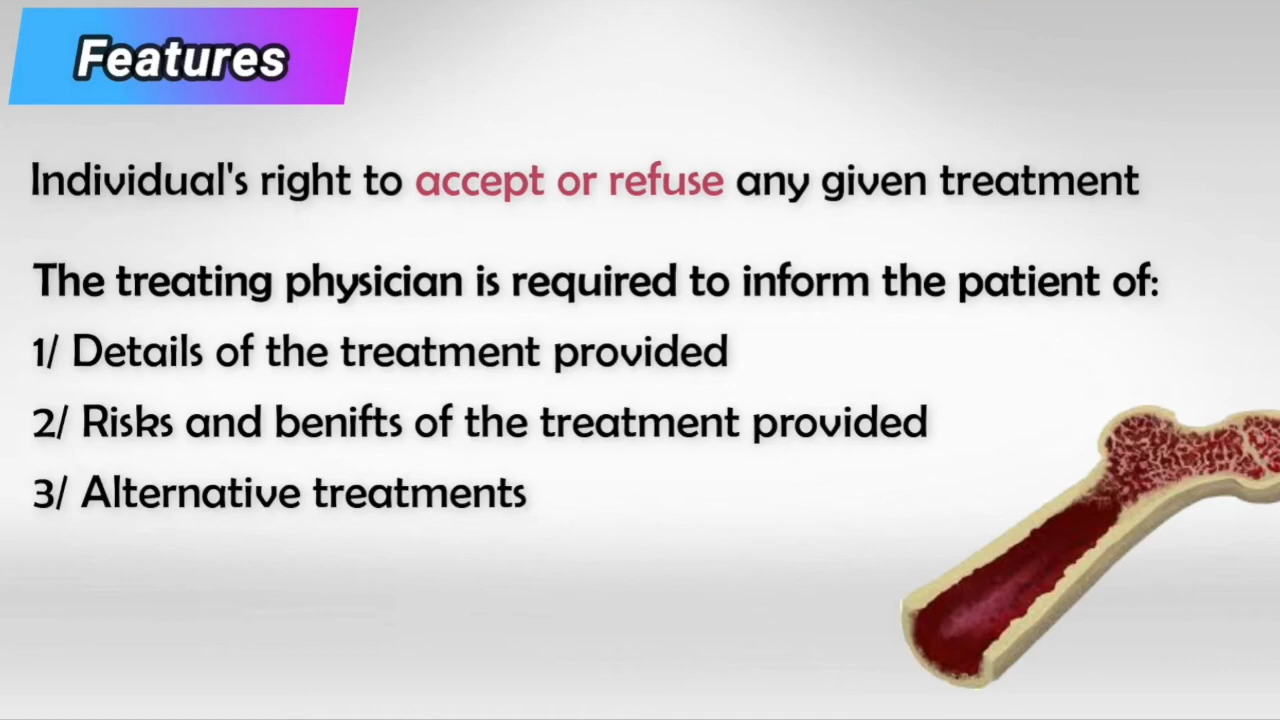 Features
Individual's right to accept or refuse any given treatment
The treating physician is required to inform the patient of:
1/ Details of the treatment provided
2/ Risks and benifts of the treatment provided
3/ Alternative treatments